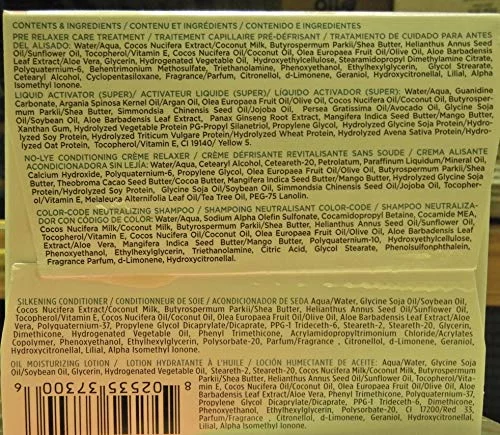 CONTENTS & INGREDIENTS / CONTENU ET INGRÉDIENTS / CONTENIDO E INGREDIENTES
PRE RELAXER CARE TREATMENT / TRAITEMENT CAPILLAIRE PRÉ-DÉFRISANT / TRATAMIENTO DE CUIDADO PARA ANTES
DEL ALISADO: Water/Aqua, Cocos Nucifera Extract/Coconut Milk, Butyrospermum Parkii/Shea Butter, Helianthus Annus Seed
Oil/Sunflower Oil, Tocopherol/Vitamin E, Cocos Nucifera Oil/Coconut Oil, Olea Europaea Fruit Oil/Olive Oil, Aloe Barbadensis
Leaf Extract/Aloe Vera, Glycerin, Hydrogenated Vegetable Oil, Hydroxyethylcellulose, Stearamidopropyl Dimethylamine Citrate,
Polyquaternium-6, Behentrimonium Methosulfate, Triethanolamine, Phenoxyethanol, Ethylhexylglycerin, Glycol Stearate,
Cetearyl Alcohol, Cyclopentasiloxane, Fragrance/Parfum, Citronellol, d-Limonene, Geraniol, Hydroxycitronellal, Lilial, Alpha
Isomethyl Ionone.
LIQUID ACTIVATOR (SUPER)/ ACTIVATEUR LIQUIDE (SUPER)/ LÍQUIDO ACTIVADOR (SUPER): Water/Aqua, Guanidine
Carbonate, Argania Spinosa Kernel Oil/Argan Oil, Olea Europaea Fruit Oil/Olive Oil, Cocos Nucifera Oil/Coconut Oil, Butyrosper-
mum Parkii/Shea Butter, Simmondsia Chinensis Seed Oil/Jojoba Oil, Persea Gratissima Oil/Avocado Oil, Glycine Soja
Oil/Soybean Oil, Aloe Barbadensis Leaf Extract, Panax Ginseng Root Extract, Mangifera Indica Seed Butter/Mango Butter,
Xanthan Gum, Hydrolyzed Vegetable Protein PG-Propyl Silanetriol, Propylene Glycol, Hydrolyzed Glycine Soja Protein/Hydrolyz-
ed Soy Protein, Hydrolyzed Triticum Vulgare Protein/Hydrolyzed Wheat Protein, Hydrolyzed Avena Sativa Protein/Hydro-
lyzed Oat Protein, Tocopherol/Vitamin E, CI 19140/ Yellow 5.
NO-LYE CONDITIONING CRÈME RELAXER / CRÈME DÉFRISANTE REVITALISANTE SANS SOUDE / CREMA ALISANTE
ACONDICIONADORA SIN LEJÍA: Water/Aqua, Cetearyl Alcohol, Ceteareth-20, Petrolatum, Paraffinum Liquidum/Mineral Oil,
Calcium Hydroxide, Polyquaternium-6, Propylene Glycol, Olea Europaea Fruit Oil/Olive Oil, Butyrospermum Parkii/Shea
Butter, Theobroma Cacao Seed Butter/Cocoa Butter, Mangifera Indica Seed Butter/Mango Butter, Hydrolyzed Glycine Soja
Protein/Hydrolyzed Soy Protein, Glycine Soja Oil/Soybean Oil, Simmondsia Chinensis Seed Oil/Jojoba Oil, Tocopher-
ol/Vitamin E, Melaleuca Alternifolia Leaf Oil/Tea Tree Oil, PEG-75 Lanolin.
COLOR-CODE NEUTRALIZING SHAMPOO / SHAMPOING NEUTRALISANT COLOR-CODE / SHAMPOO NEUTRALIZA-
DOR CON CÓDIGO DE COLOR: Water/Aqua, Sodium Alpha Olefin Sulfonate, Cocamidopropyl Betaine, Cocamide MEA,
Cocos Nucifera Extract/Coconut Milk, Butyrospermum Parkii/Shea Butter, Helianthus Annus Seed Oil/Sunflower Oil,
Tocopherol/Vitamin E, Cocos Nucifera Oil/Coconut Oil, Olea Europaea Fruit Oil/Olive Oil, Aloe Barbadensis Leaf
Extract/Aloe Vera, Mangifera Indica Seed Butter/Mango Butter, Polyquaternium-10, Hydroxyethylcellulose,
Phenoxyethanol, Ethylhexylglycerin, Triethanolamine, Citric Acid, Glycol Stearate, Phenolsulfonphthalein,
Fragrance Parfum, d-Limonene, Hydroxycitronellal.
SILKENING CONDITIONER / CONDITIONNEUR DE SOIE / ACONDICIONADOR DE SEDA Aqua/Water, Glycine Soja Oil/Soybean Oil,
Cocos Nucifera Extract/Coconut Milk, Butyrospermum Parkii/Shea Butter, Helianthus Annus Seed Oil/Sunflower Oil,
Tocopherol/Vitamin E, Cocos Nucifera Oil/Coconut Oil, Olea Europaea Fruit Oil/Olive Oil, Aloe Barbadensis Leaf Extract/Aloe
Vera, Polyquaternium-37, Propylene Glycol Dicaprylate/Dicaprate, PPG-1 Trideceth-6, Steareth-2, Steareth-20, Glycerin,
Dimethicone, Hydrogenated Vegetable Oil, Phenyl Trimethicone, Acrylamidopropyltrimonium Chloride/Acrylates
Copolymer, Phenoxyethanol, Ethylhexylglycerin, Polysorbate-20, Parfum/Fragrance, Citronellol, d-Limonene, Geraniol,
Hydroxycitronellal, Lilial, Alpha Isomethyl Ionone.
OIL MOISTURIZING LOTION / LOTION HYDRATANTE À L'HUILE / LOCIÓN HUMECTANTE DE ACEITE: Aqua/Water, Glycine
Soja Oil/Soybean Oil, Glycerin, Hydrogenated Vegetable Oil, Steareth-2, Steareth-20, Cocos Nucifera Extract/Coconut Milk,
Butyrospermum Parkii/Shea Butter, Helianthus Annus Seed Oil/Sunflower Oil, Tocopherol/Vitamin
E, Cocos Nucifera Oil/Coconut Oil, Olea Europaea Fruit Oil/Olive Oil, Aloe Barbadensis
Leaf Extract/Aloe Vera, Phenyl Trimethicone, Polyquaternium-37,
Propylene Glycol Dicaprylate/Dicaprate, PPG-1 Trideceth-6,
Dimethicone, Phenoxyethanol, Ethylhexylglycerin,
Polysorbate-20, CI 17200/Red 33,
Parfum/Fragrance, Citronellol, d-Limonene,
Geraniol, Hydroxycitronellal, Lilial,
Alpha Isomethyl Ionone.
8 02535 37300 6